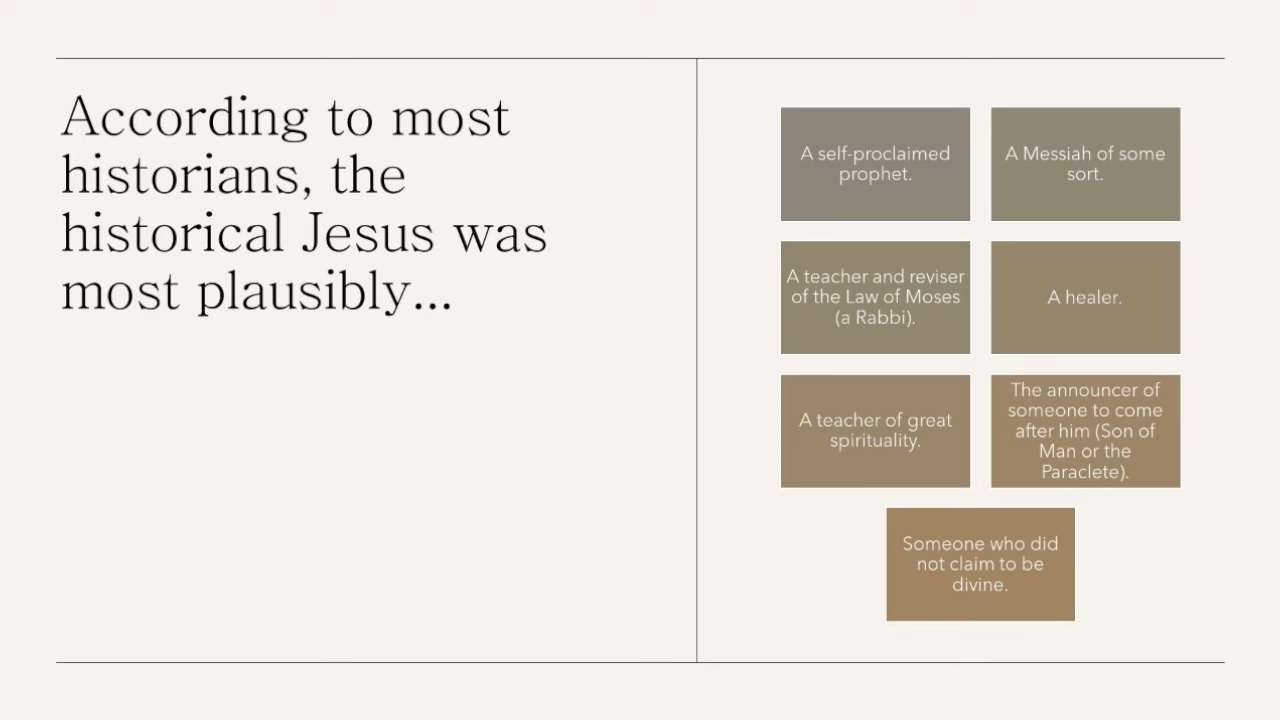 According to most
historians, the
historical Jesus was
most plausibly...
A self-proclaimed
prophet.
A Messiah of some
sort.
A teacher and reviser
of the Law of Moses
(a Rabbi).
A healer.
A teacher of great
spirituality.
The announcer of
someone to come
after him (Son of
Man or the
Paraclete).
Someone who did
not claim to be
divine.